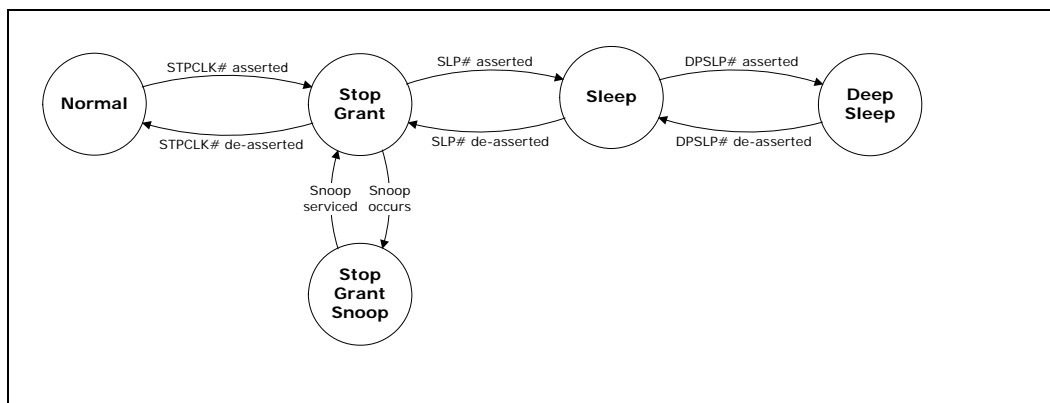 STPCLK# asserted
SLP# asserted
DPSLP# asserted
Normal
Stop
Grant
Sleep
Deep
Sleep
STPCLK# de-asserted
SLP# de-asserted
DPSLP# de-asserted
Snoop
serviced
Snoop
occurs
Stop
Grant
Snoop